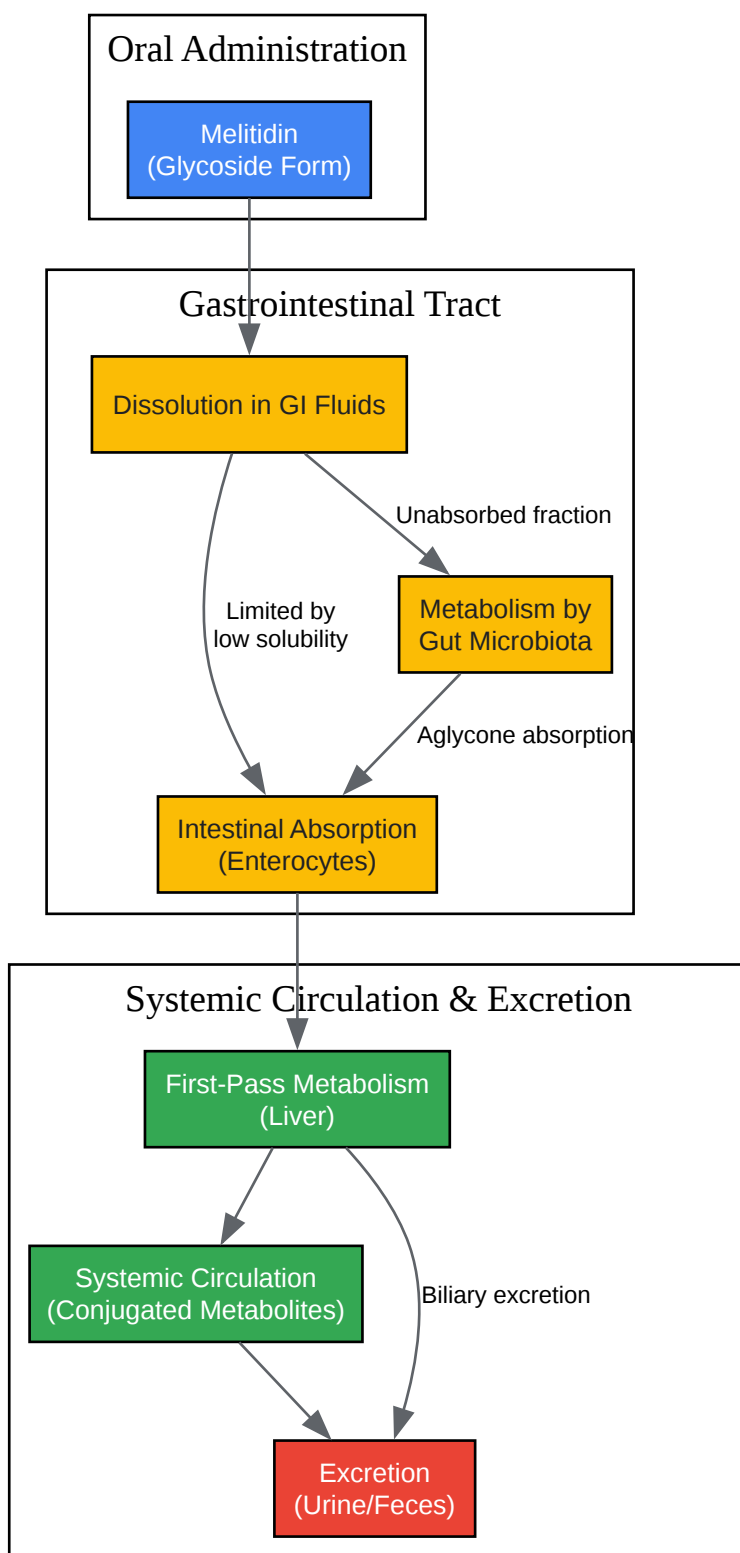 Oral Administration
Melitidin
(Glycoside Form)
Gastrointestinal Tract
Dissolution in GI Fluids
Unabsorbed fraction
Limited by
low solubility
Metabolism by
Gut Microbiota
Aglycone absorption
Intestinal Absorption
(Enterocytes)
Systemic Circulation & Excretion
First-Pass Metabolism
(Liver)
Systemic Circulation
(Conjugated Metabolites)
Biliary excretion
Excretion
(Urine/Feces)